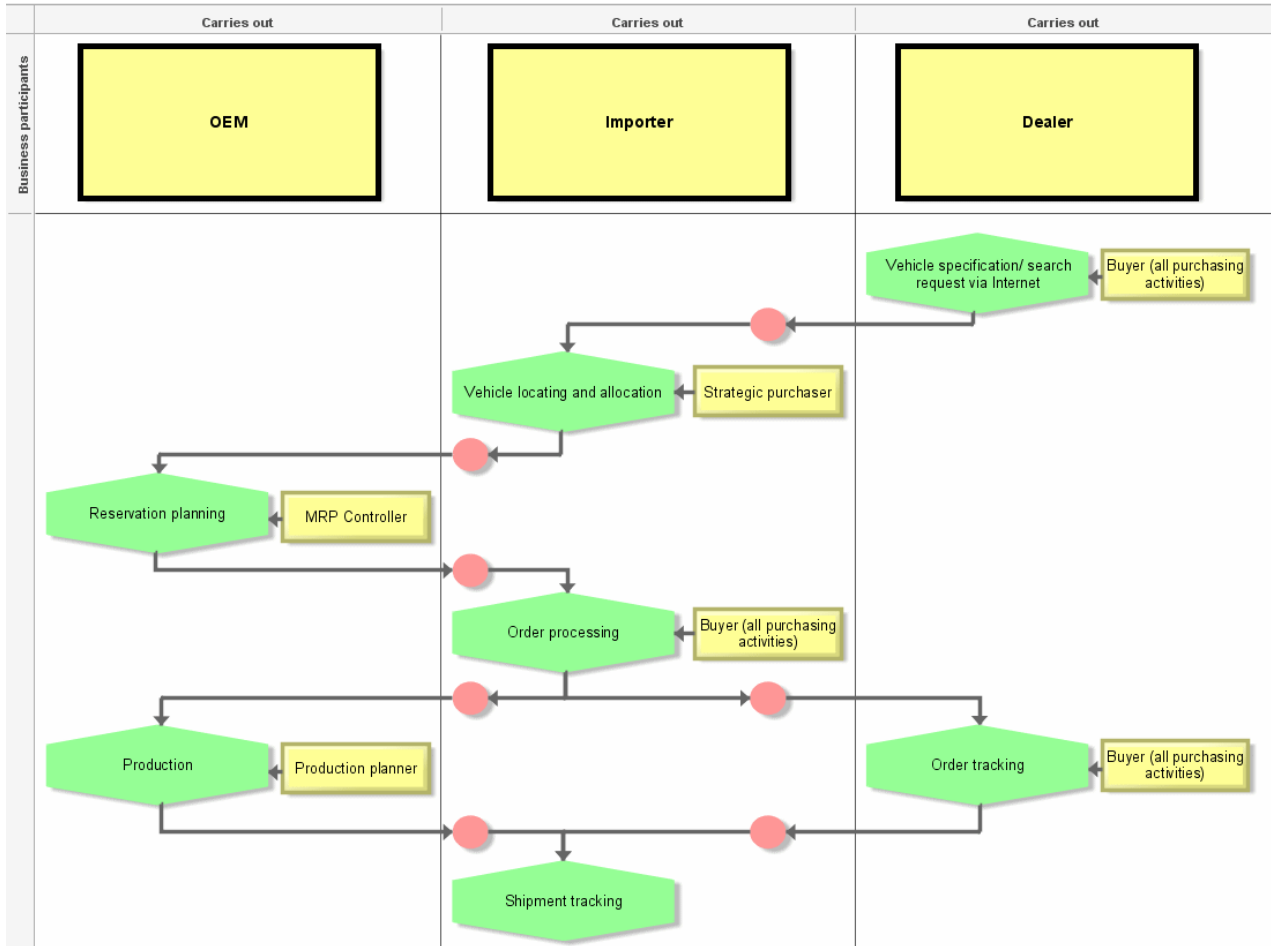 Carries out
Carries out
Carries out
Business participants
OEM
Importer
Dealer
Vehicle specification/ search
request via Internet
Buyer (all purchasing
activities)
Vehicle locating and allocation
Strategic purchaser
Reservation planning
MRP Controller
Order processing
Buyer (all purchasing
activities)
Production
Production planner
Order tracking
Buyer (all purchasing
activities)
Shipment tracking